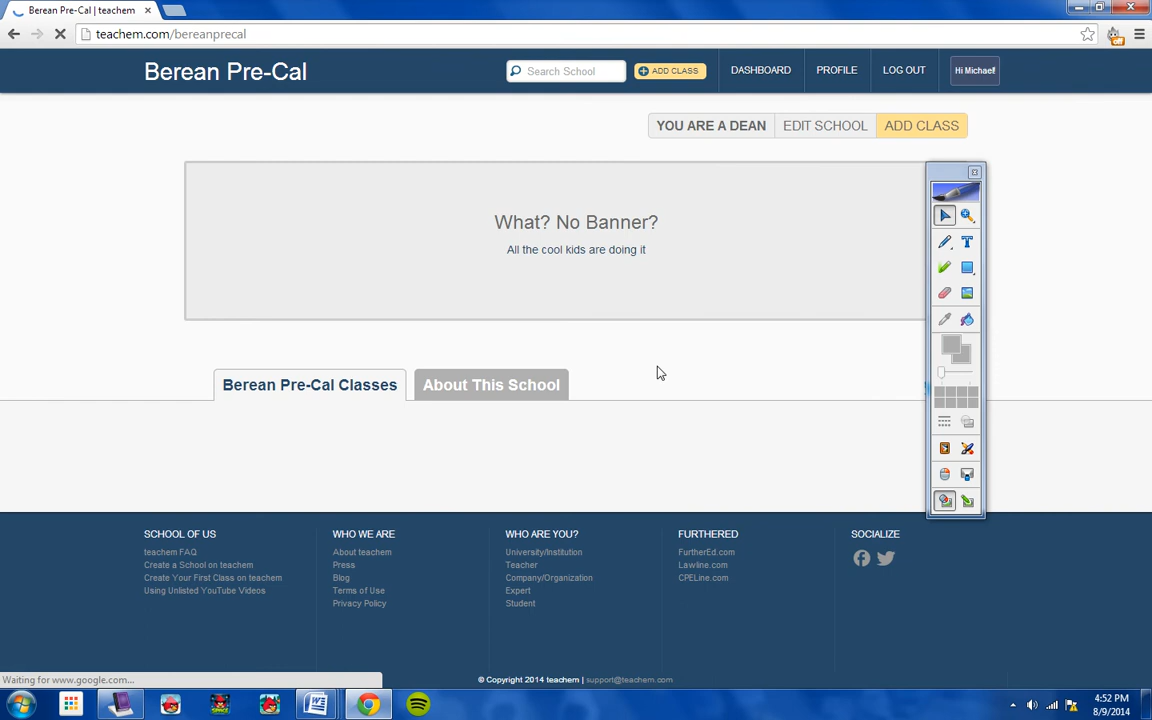 Berean Pre-Cal | teachem
teachem.com/bereanprecal
Berean Pre-Cal
Search School
ADD CLASS
DASHBOARD
PROFILE
LOG OUT
Hi Michael!
YOU ARE A DEAN
EDIT SCHOOL
ADD CLASS
What? No Banner?
All the cool kids are doing it
Berean Pre-Cal Classes
About This School
SCHOOL OF US
teachem FAQ
Create a School on teachem
Create Your First Class on teachem
Using Unlisted YouTube Videos
WHO WE ARE
About teachem
Press
Blog
Terms of Use
Privacy Policy
WHO ARE YOU?
University/Institution
Teacher
Company/Organization
Expert
Student
FURTHERED
FurtherEd.com
Lawline.com
CPELine.com
SOCIALIZE
Waiting for www.google.com...
© Copyright 2014 teachem | support@teachem.com
4:52 PM
8/9/2014